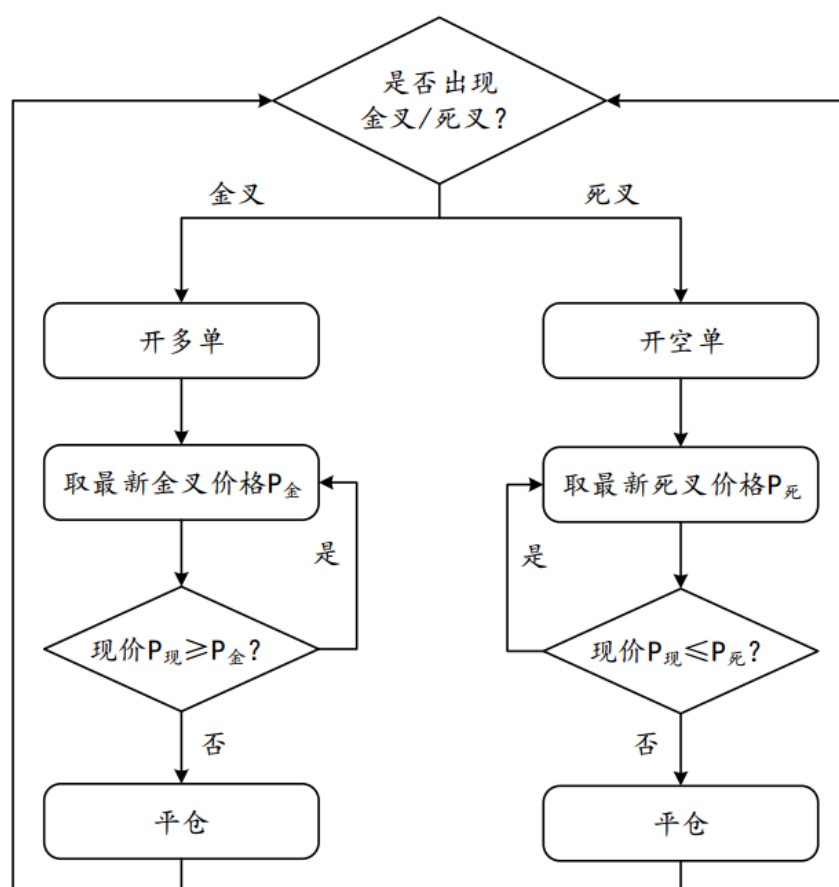 是否出现
金叉/死叉?
金叉
死叉
开多单
开空单
取最新金叉价格P金
取最新死叉价格P死
是
是
现价P现≥P金?
现价P现≤P死?
否
否
平仓
平仓